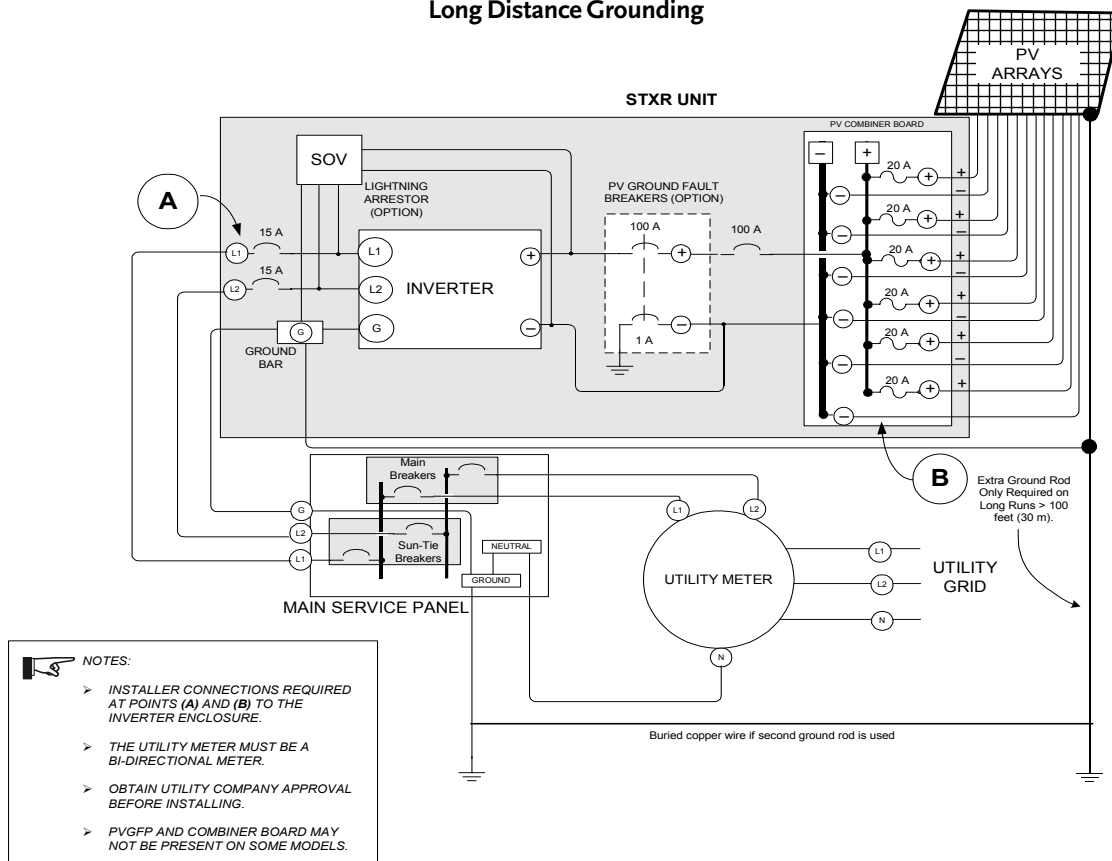 Long Distance Grounding
PV
ARRAYS
STXR UNIT
PV COMBINER BOARD
SOV
LIGHTNING
ARRESTOR
(OPTION)
PV GROUND FAULT
BREAKERS (OPTION)
A
15 A
15 A
L1
L2
L1
L2
G
INVERTER
+
−
G
GROUND
BAR
100 A
+
1 A
−
100 A
−
+
20 A
+
+
−
−
20 A
+
+
−
−
20 A
+
+
−
−
20 A
+
+
−
−
20 A
+
+
−
−
20 A
+
+
−
B
Extra Ground Rod
Only Required on
Long Runs > 100
feet (30 m).
Main
Breakers
Sun-Tie
Breakers
G
L2
L1
NEUTRAL
GROUND
MAIN SERVICE PANEL
L1
L2
UTILITY METER
N
L1
L2
N
UTILITY
GRID
Buried copper wire if second ground rod is used
NOTES:
➢ INSTALLER CONNECTIONS REQUIRED
AT POINTS (A) AND (B) TO THE
INVERTER ENCLOSURE.
➢ THE UTILITY METER MUST BE A
BI-DIRECTIONAL METER.
➢ OBTAIN UTILITY COMPANY APPROVAL
BEFORE INSTALLING.
➢ PVGFP AND COMBINER BOARD MAY
NOT BE PRESENT ON SOME MODELS.